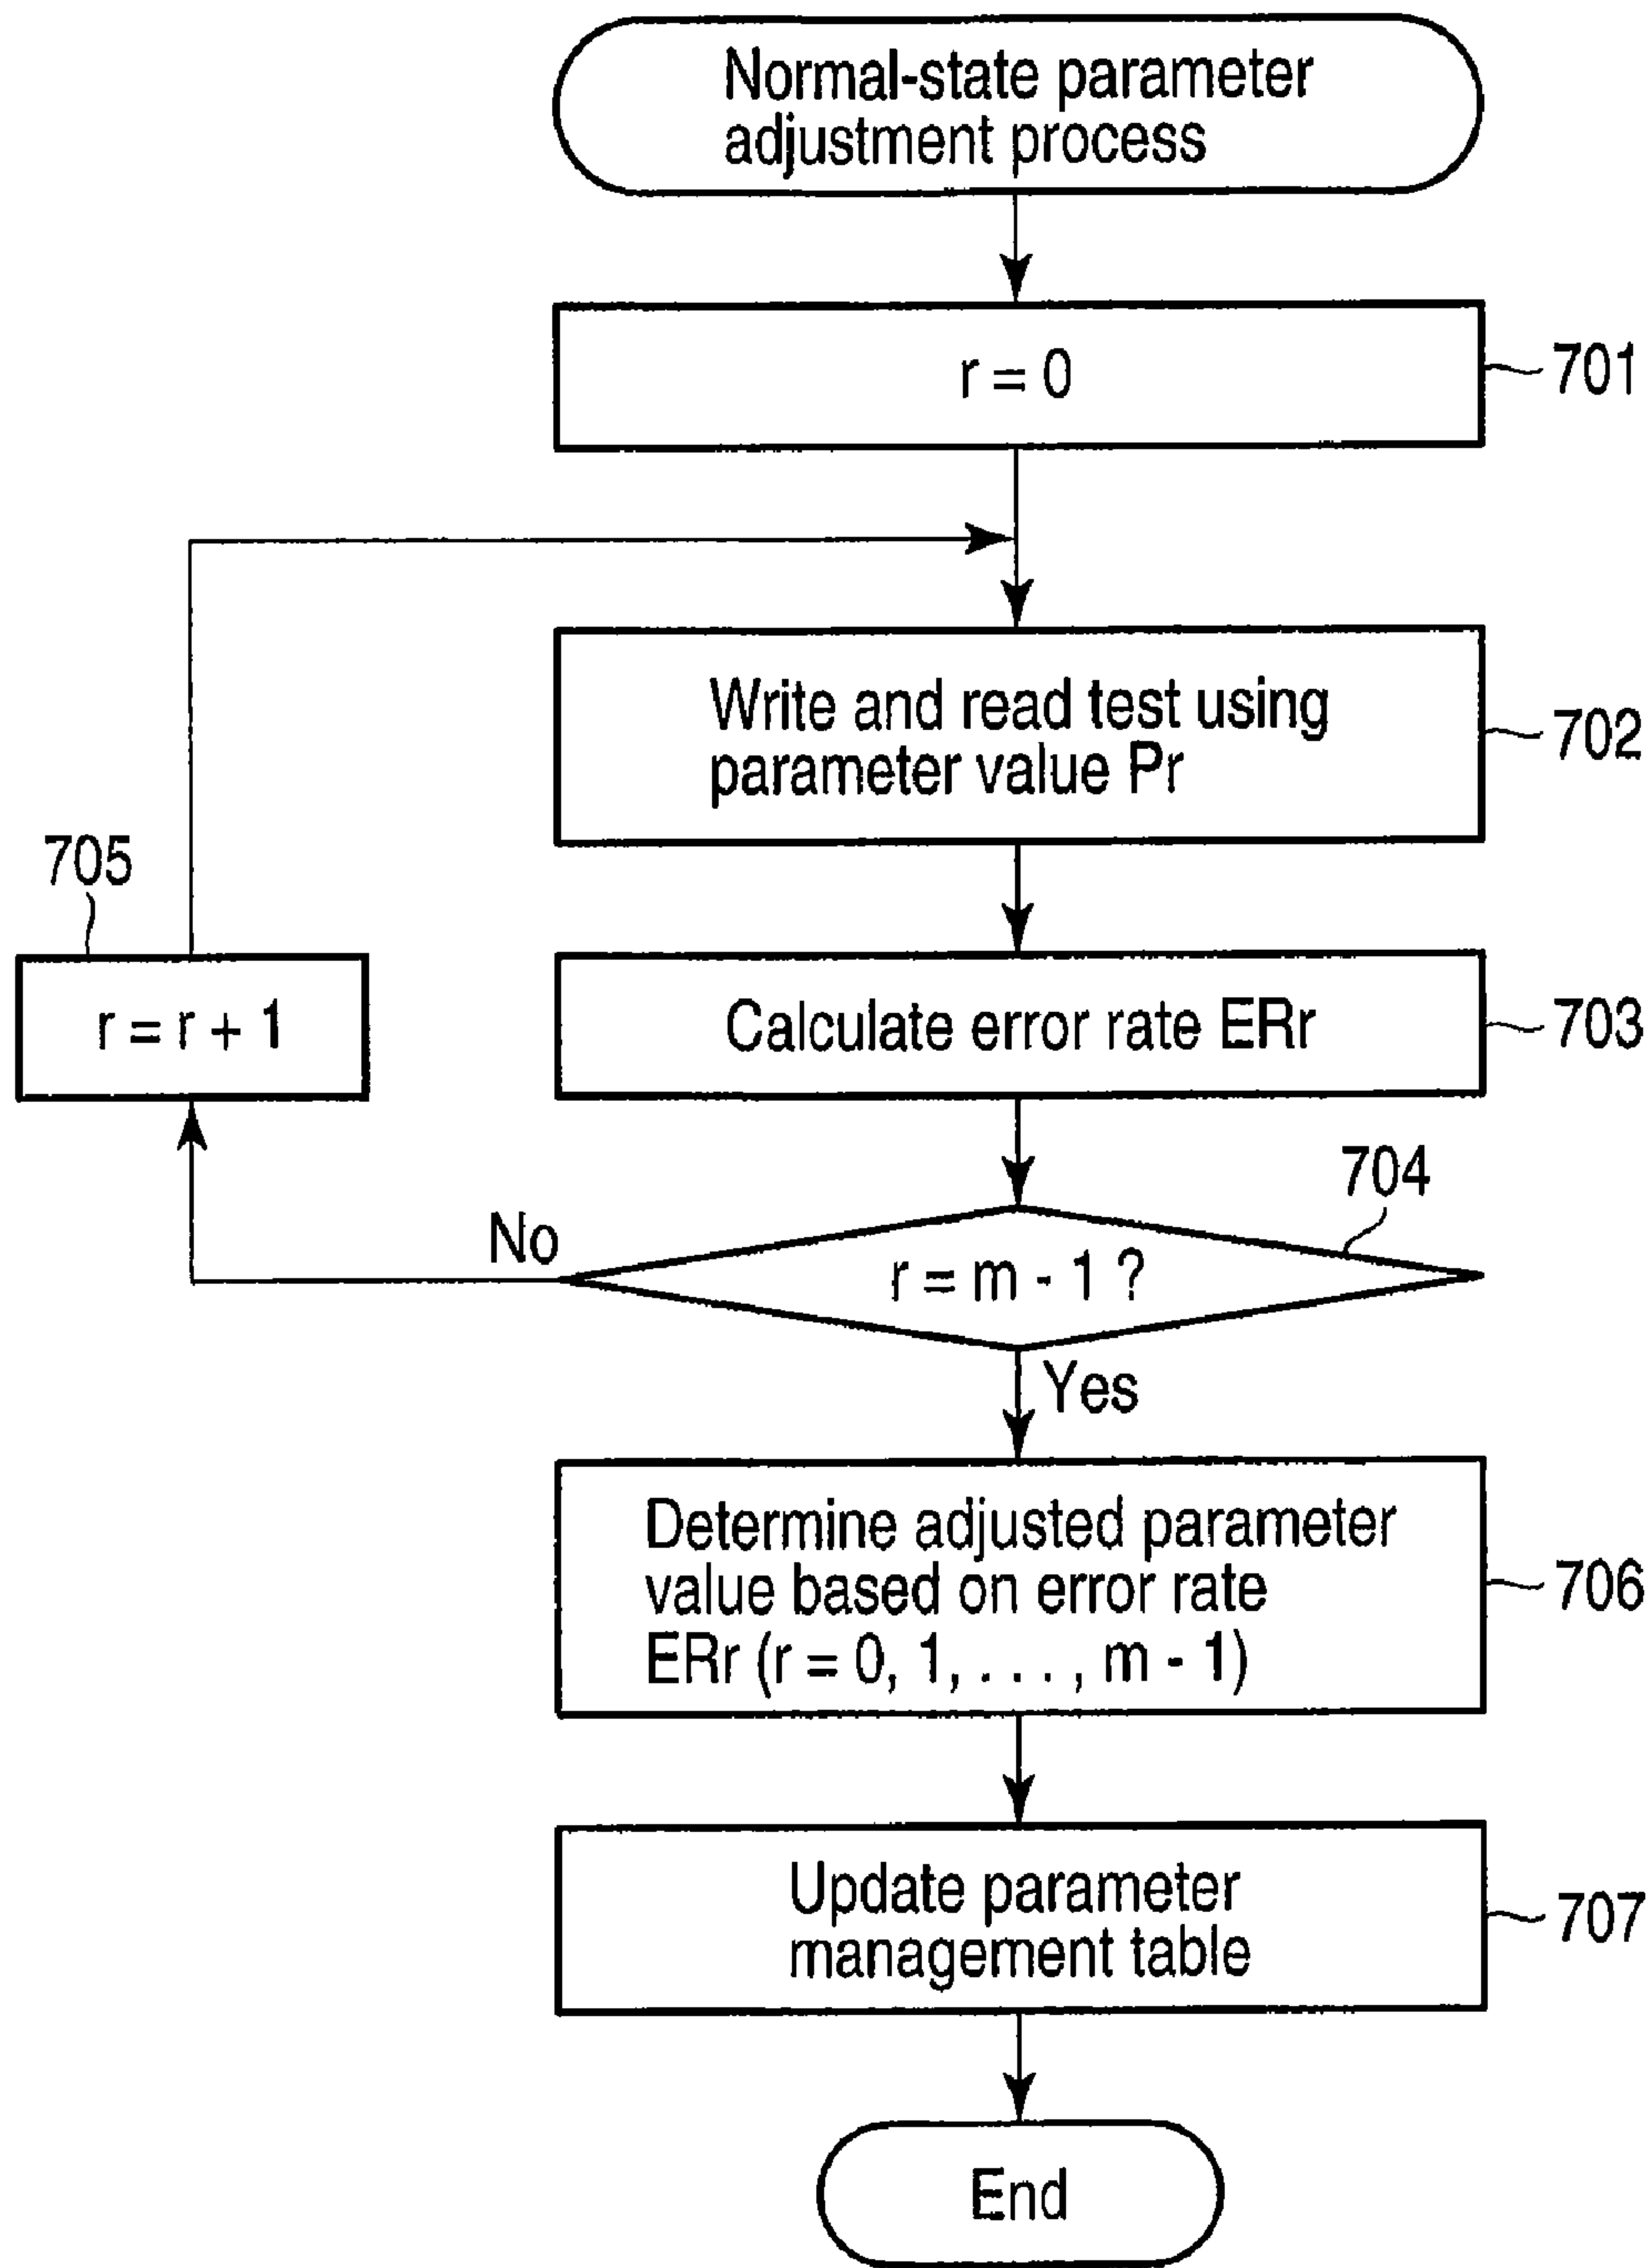 Normal-state parameter
adjustment process
r = 0
701
Write and read test using
parameter value Pr
702
705
r = r + 1
Calculate error rate ERr
703
704
No
r = m - 1 ?
Yes
Determine adjusted parameter
value based on error rate
ERr (r = 0, 1, . . . , m - 1)
706
Update parameter
management table
707
End